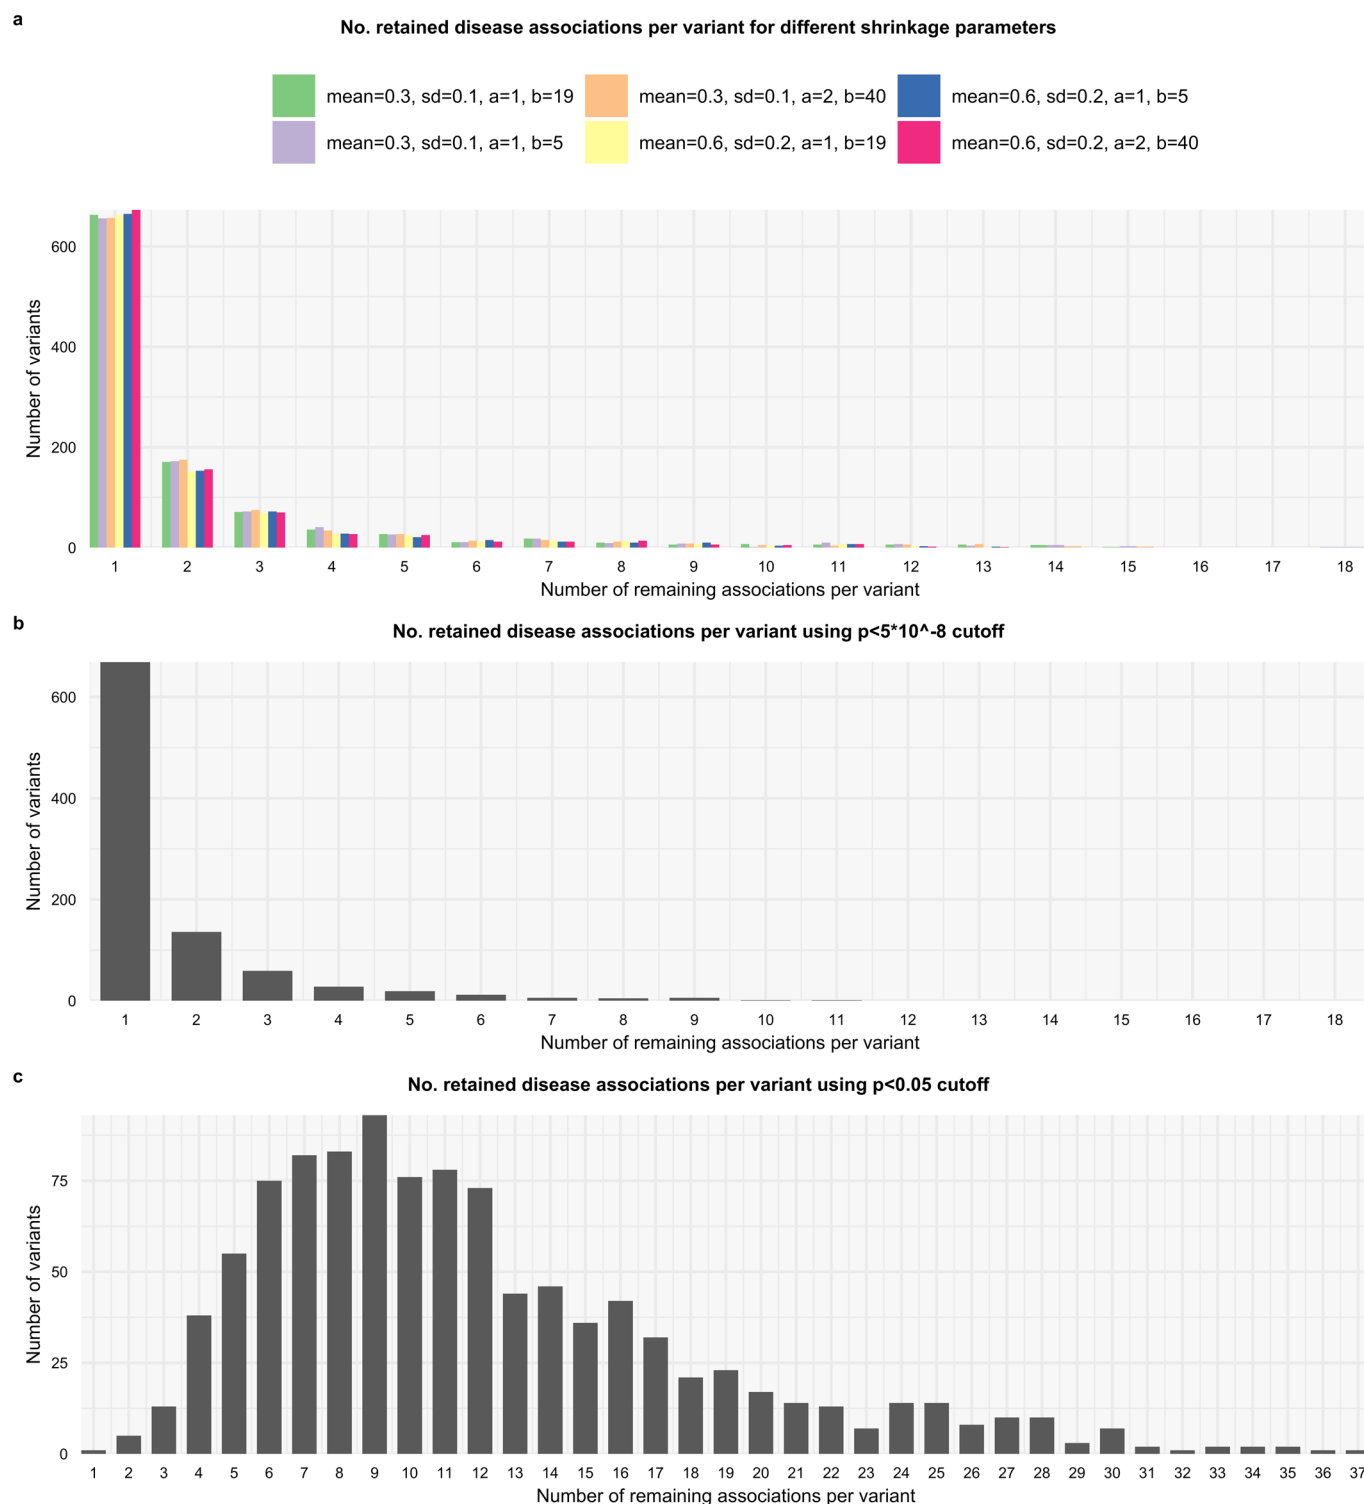 a
No. retained disease associations per variant for different shrinkage parameters
mean=0.3, sd=0.1, a=1, b=19 mean=0.3, sd=0.1, a=2, b=40 mean=0.6, sd=0.2, a=1, b=5
mean=0.3, sd=0.1, a=1, b=5 mean=0.6, sd=0.2, a=1, b=19 mean=0.6, sd=0.2, a=2, b=40
Number of variants
600
400
200
0
1 2 3 4 5 6 7 8 9 10 11 12 13 14 15 16 17 18
Number of remaining associations per variant
b
No. retained disease associations per variant using p<5*10^-8 cutoff
Number of variants
600
400
200
0
1 2 3 4 5 6 7 8 9 10 11 12 13 14 15 16 17 18
Number of remaining associations per variant
c
No. retained disease associations per variant using p<0.05 cutoff
Number of variants
75
50
25
0
1 2 3 4 5 6 7 8 9 10 11 12 13 14 15 16 17 18 19 20 21 22 23 24 25 26 27 28 29 30 31 32 33 34 35 36 37
Number of remaining associations per variant